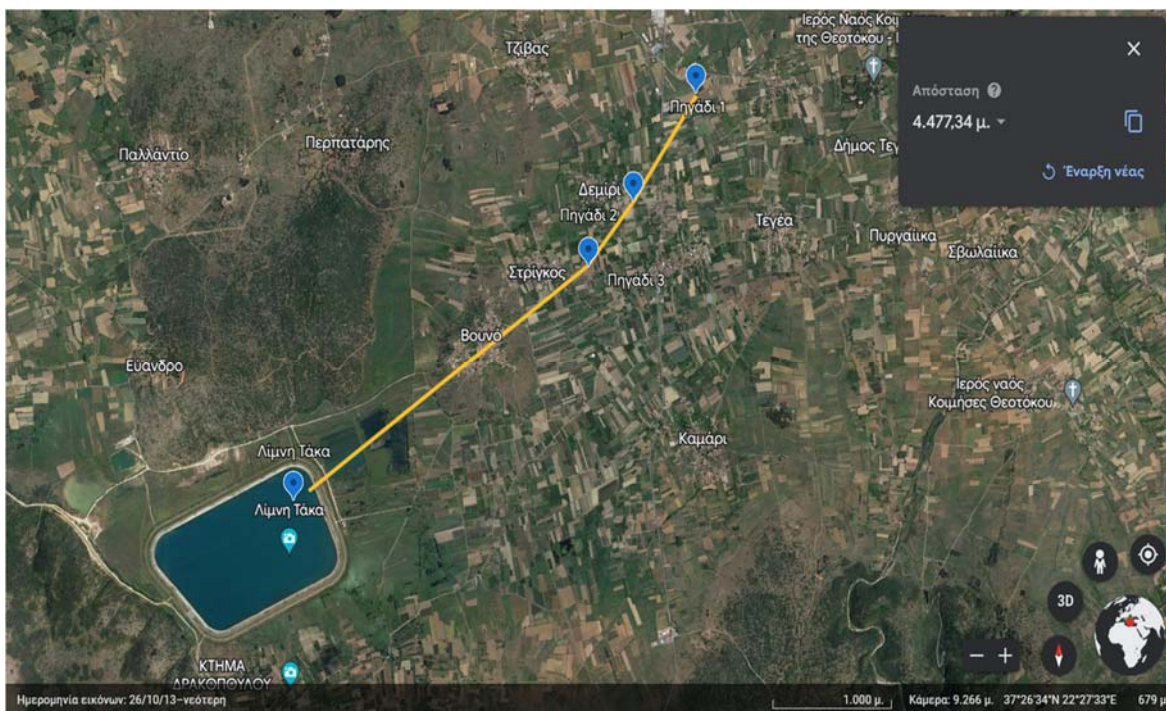 Ιερός Ναός Κοιμ
της Θεοτόκου - Ι
Τζίβας
Πηγάδι 1
Απόσταση
4.477,34 μ.
Έναρξη νέας
Παλλάντιο
Περπατάρης
Δήμος Τεγ
Δεμίρι
Πηγάδι 2
Τεγέα
Πυργαίικα
Σβωλαίικα
Στρίγκος
Πηγάδι 3
Βουνό
Εύανδρο
Ιερός ναός
Κοιμήσες Θεοτόκου
Καμάρι
Λίμνη Τάκα
Λίμνη Τάκα
3D
ΚΤΗΜΑ
ΔΡΑΚΟΠΟΥΛΟΥ
Ημερομηνία εικόνων: 26/10/13–νεότερη
1.000 μ.
Κάμερα: 9.266 μ. 37°26'34"N 22°27'33"E 679 μ